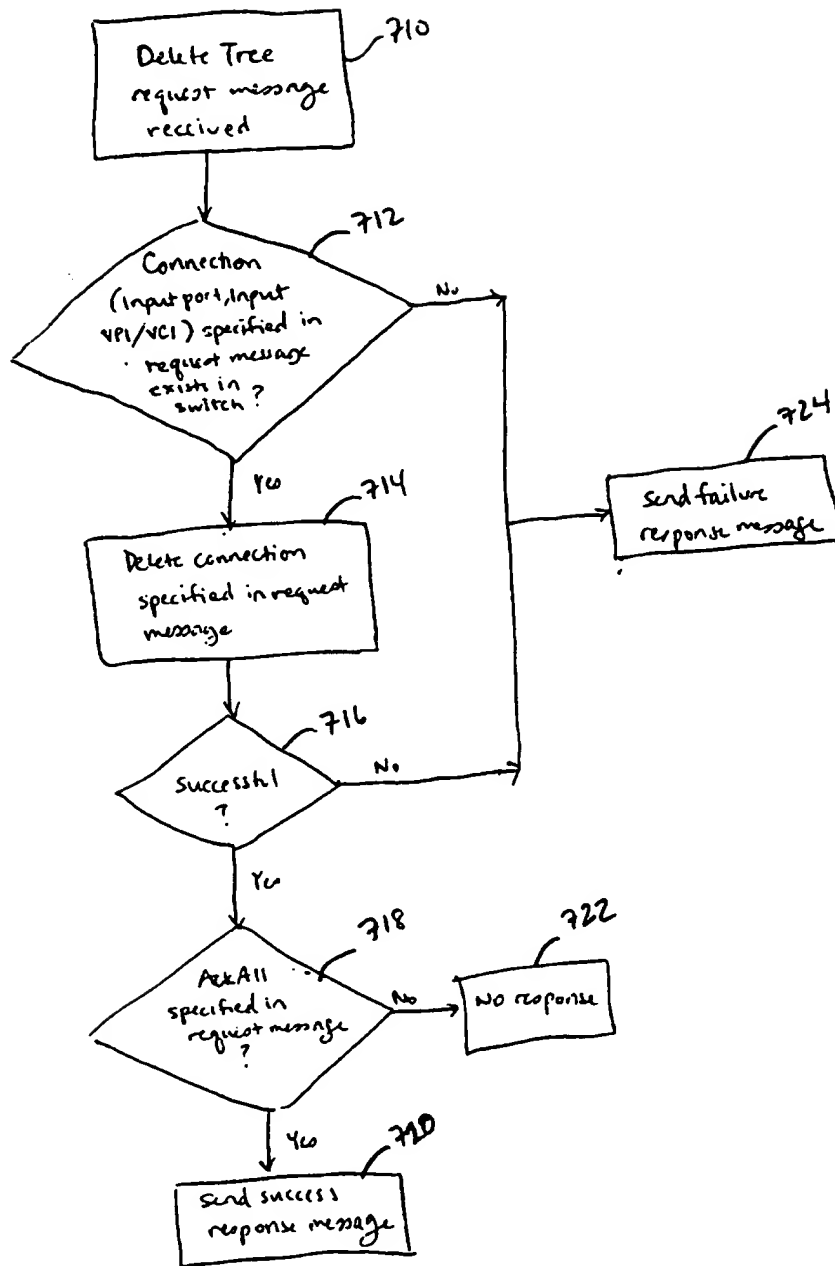 710
Delete Tree
request message
received
712
Connection
(Input port, Input
VPI/VCI) specified in
request message
exists in
switch?
No
Yes
724
Send failure
response message
714
Delete connection
specified in request
message
716
Successful
?
No
Yes
718
AckAll
specified in
request message
?
No
722
No response
Yes
720
Send success
response message